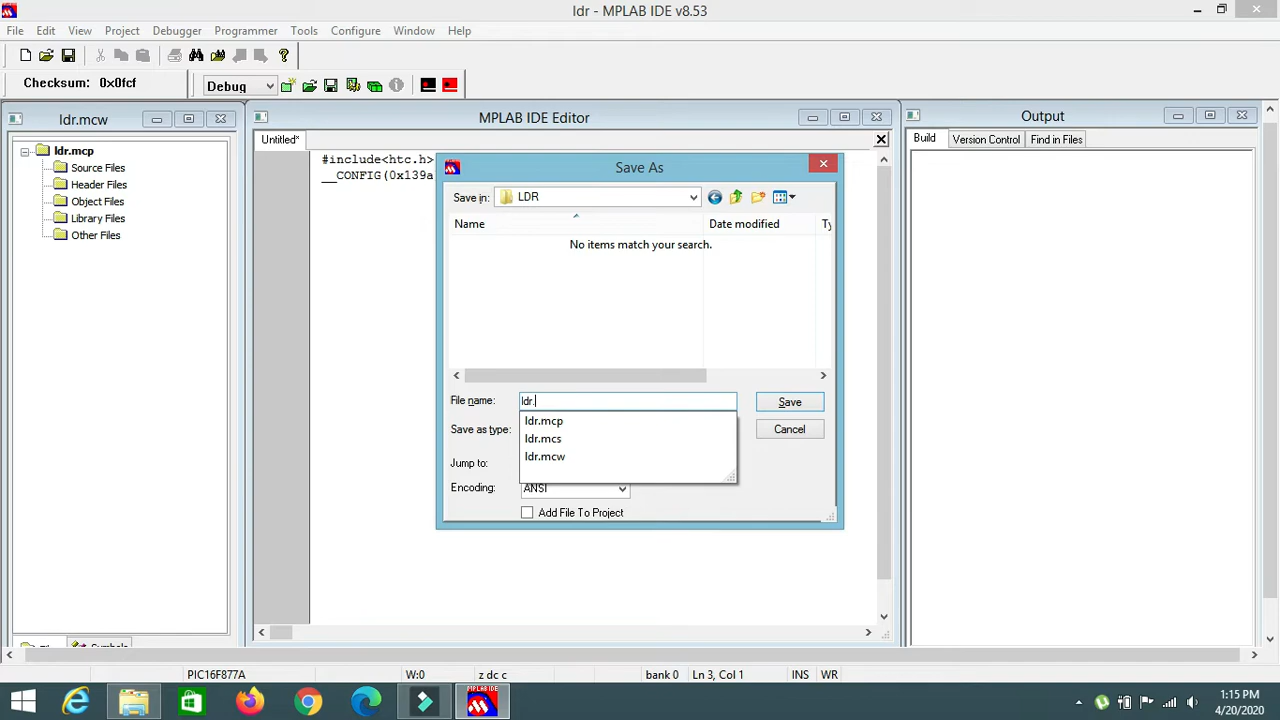 ldr - MPLAB IDE v8.53
File Edit View Project Debugger Programmer Tools Configure Window Help
Checksum: 0x0fcf
Debug
ldr.mcw
ldr.mcp
Source Files
Header Files
Object Files
Library Files
Other Files
Symbols
MPLAB IDE Editor
Untitled*
#include<htc.h>
__CONFIG(0x139a
Save As
Save in: LDR
Name Date modified Ty
No items match your search.
File name: ldr.
Save
ldr.mcp
ldr.mcs
ldr.mcw
Save as type:
Cancel
Jump to:
Encoding: ANSI
Add File To Project
Output
Build Version Control Find in Files
PIC16F877A W:0 z dc c bank 0 Ln 3, Col 1 INS WR
MPLAB IDE
1:15 PM
4/20/2020